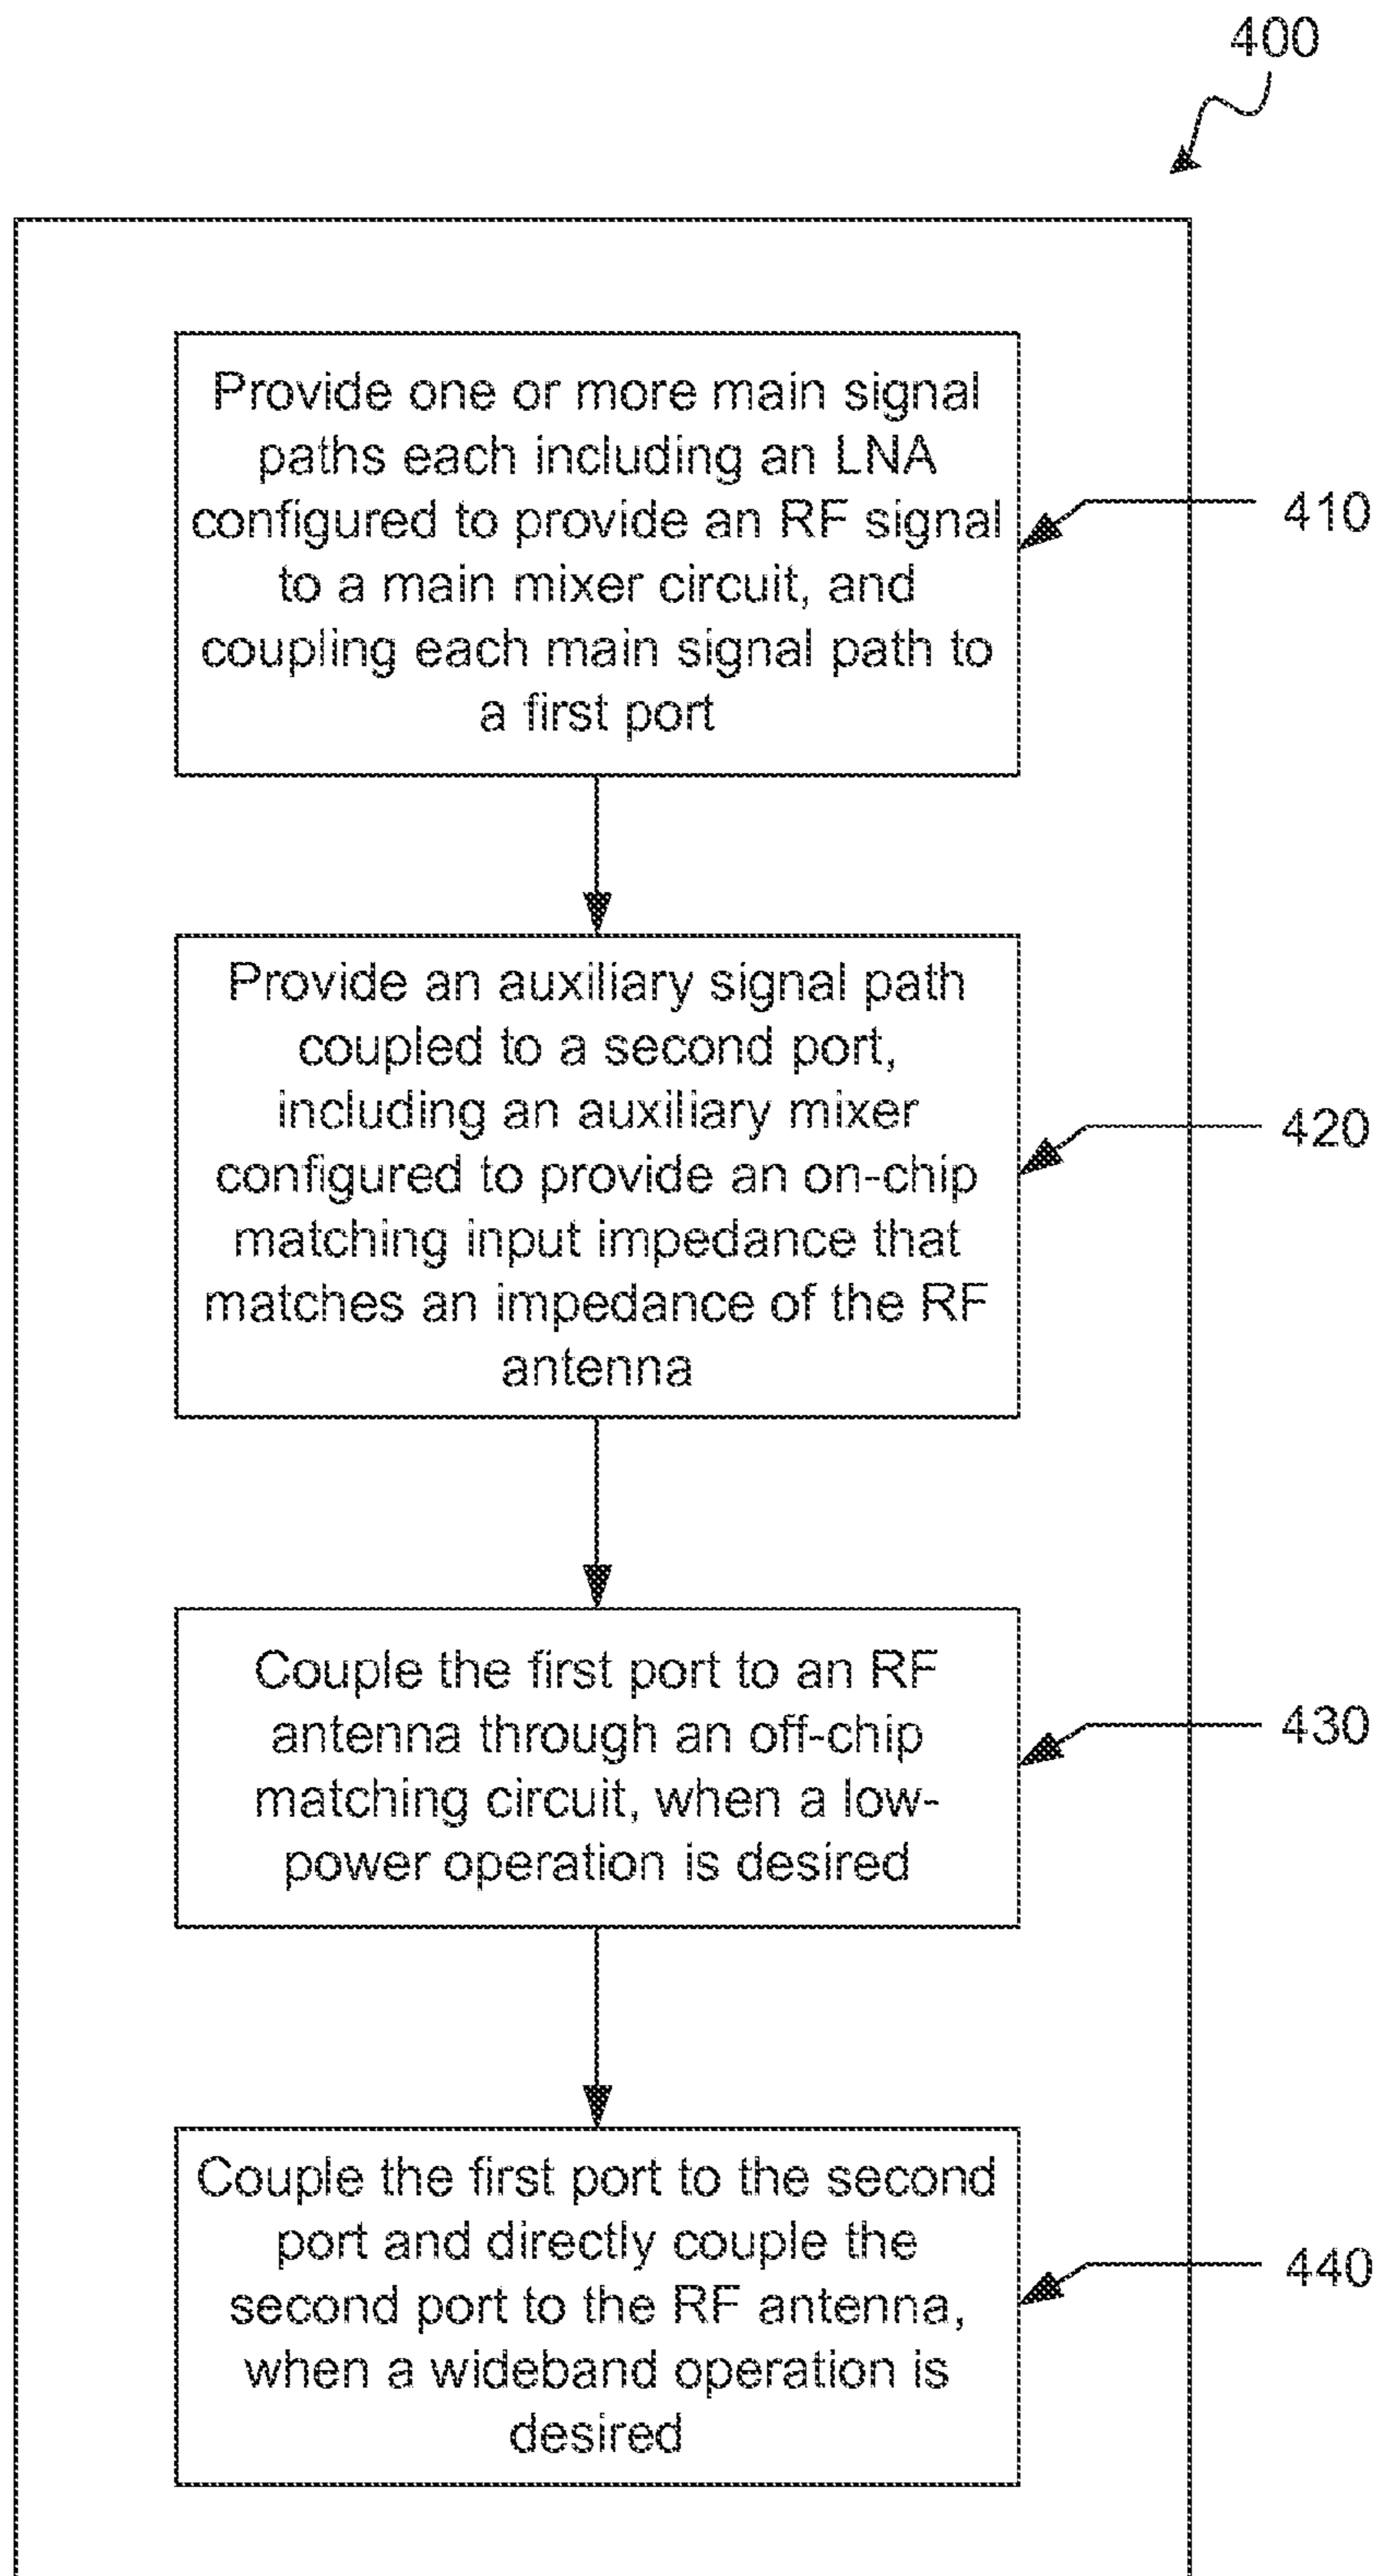 400
Provide one or more main signal
paths each including an LNA
configured to provide an RF signal
to a main mixer circuit, and
coupling each main signal path to
a first port
410
Provide an auxiliary signal path
coupled to a second port,
including an auxiliary mixer
configured to provide an on-chip
matching input impedance that
matches an impedance of the RF
antenna
420
Couple the first port to an RF
antenna through an off-chip
matching circuit, when a low-
power operation is desired
430
Couple the first port to the second
port and directly couple the
second port to the RF antenna,
when a wideband operation is
desired
440